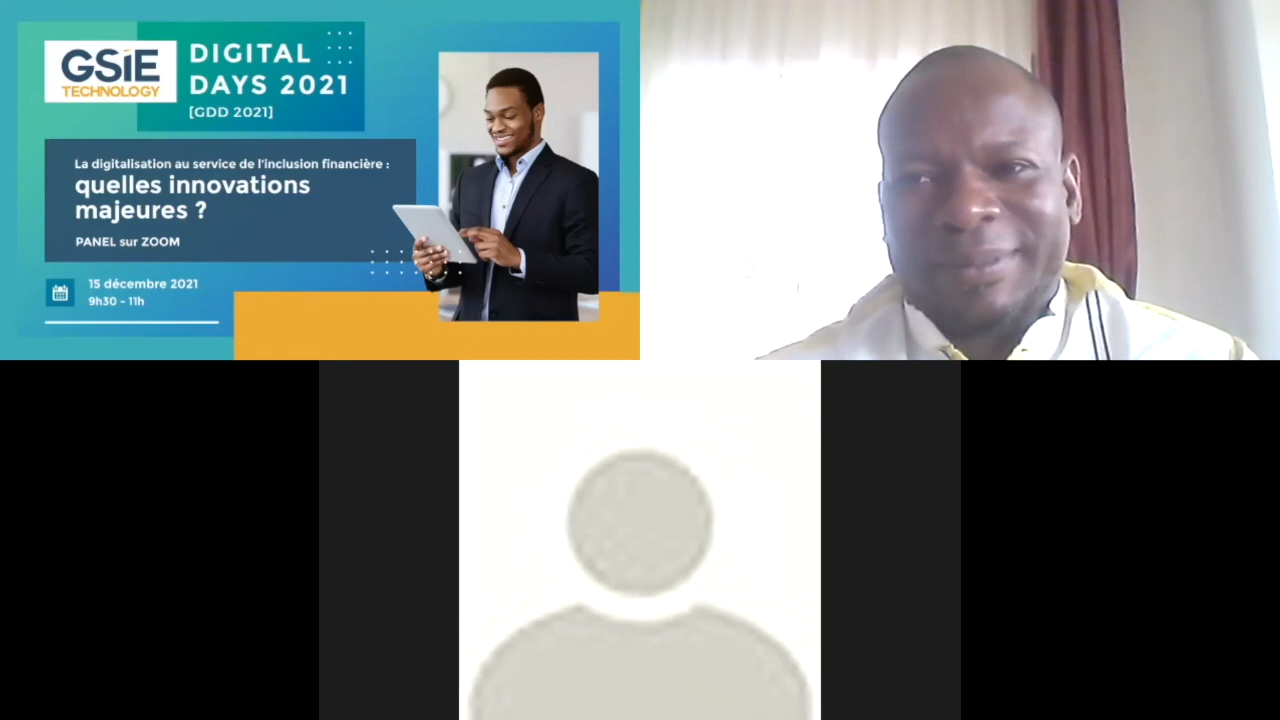 GSIE
TECHNOLOGY
DIGITAL
DAYS 2021
[GDD 2021]
La digitalisation au service de l'inclusion financière :
quelles innovations
majeures ?
PANEL sur ZOOM
15 décembre 2021
9h30 - 11h